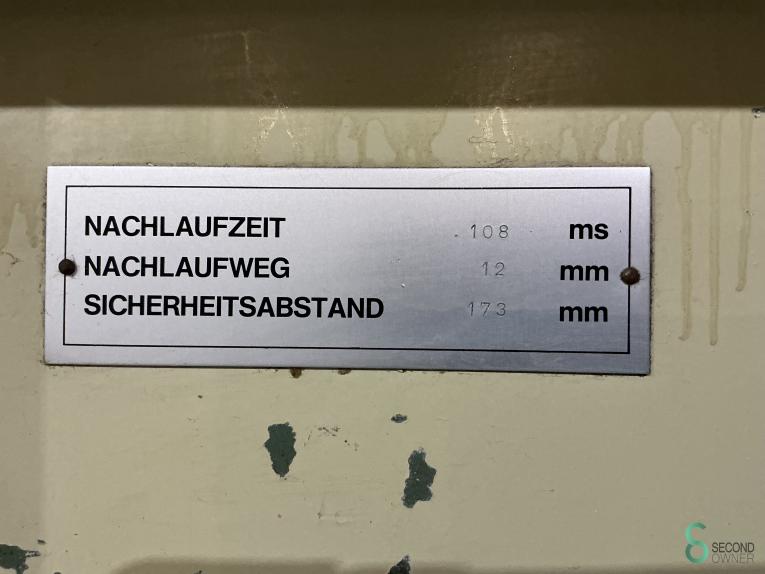 NACHLAUFZEIT 108 ms
NACHLAUFWEG 12 mm
SICHERHEITSABSTAND 173 mm
SECOND
OWNER